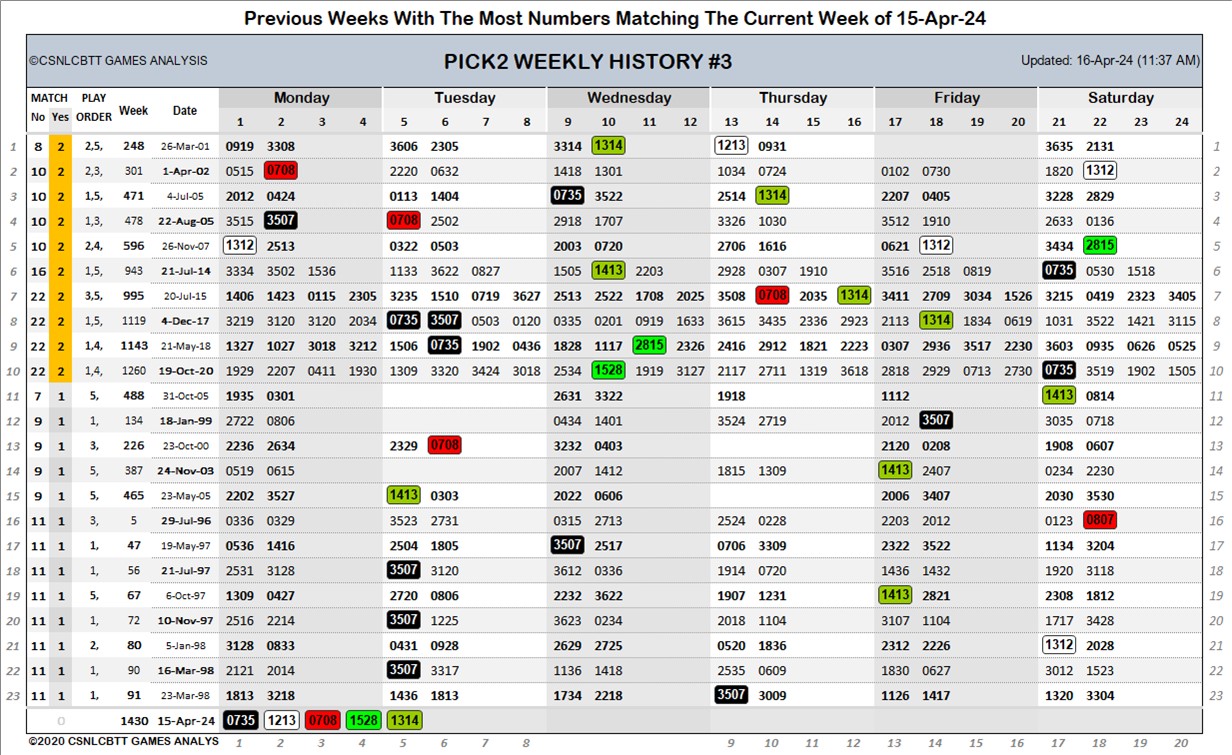 Previous Weeks With The Most Numbers Matching The Current Week of 15-Apr-24
©CSNLCBTT GAMES ANALYSIS PICK2 WEEKLY HISTORY #3 Updated: 16-Apr-24 (11:37 AM)
MATCH PLAY Week Date Monday Tuesday Wednesday Thursday Friday Saturday
No Yes ORDER 1 2 3 4 5 6 7 8 9 10 11 12 13 14 15 16 17 18 19 20 21 22 23 24
1 8 2 2,5, 248 26-Mar-01 0919 3308 3606 2305 3314 1314 1213 0931 3635 2131 1
2 10 2 2,3, 301 1-Apr-02 0515 0708 2220 0632 1418 1301 1034 0724 0102 0730 1820 1312 2
3 10 2 1,5, 471 4-Jul-05 2012 0424 0113 1404 0735 3522 2514 1314 2207 0405 3228 2829 3
4 10 2 1,3, 478 22-Aug-05 3515 3507 0708 2502 2918 1707 3326 1030 3512 1910 2633 0136 4
5 10 2 2,4, 596 26-Nov-07 1312 2513 0322 0503 2003 0720 2706 1616 0621 1312 3434 2815 5
6 16 2 1,5, 943 21-Jul-14 3334 3502 1536 1133 3622 0827 1505 1413 2203 2928 0307 1910 3516 2518 0819 0735 0530 1518 6
7 22 2 3,5, 995 20-Jul-15 1406 1423 0115 2305 3235 1510 0719 3627 2513 2522 1708 2025 3508 0708 2035 1314 3411 2709 3034 1526 3215 0419 2323 3405 7
8 22 2 1,5, 1119 4-Dec-17 3219 3120 3120 2034 0735 3507 0503 0120 0335 0201 0919 1633 3615 3435 2336 2923 2113 1314 1834 0619 1031 3522 1421 3115 8
9 22 2 1,4, 1143 21-May-18 1327 1027 3018 3212 1506 0735 1902 0436 1828 1117 2815 2326 2416 2912 1821 2223 0307 2936 3517 2230 3603 0935 0626 0525 9
10 22 2 1,4, 1260 19-Oct-20 1929 2207 0411 1930 1309 3320 3424 3018 2534 1528 1919 3127 2117 2711 1319 3618 2818 2929 0713 2730 0735 3519 1902 1505 10
11 7 1 5, 488 31-Oct-05 1935 0301 2631 3322 1918 1112 1413 0814 11
12 9 1 1, 134 18-Jan-99 2722 0806 0434 1401 3524 2719 2012 3507 3035 0718 12
13 9 1 3, 226 23-Oct-00 2236 2634 2329 0708 3232 0403 2120 0208 1908 0607 13
14 9 1 5, 387 24-Nov-03 0519 0615 2007 1412 1815 1309 1413 2407 0234 2230 14
15 9 1 5, 465 23-May-05 2202 3527 1413 0303 2022 0606 2006 3407 2030 3530 15
16 11 1 3, 5 29-Jul-96 0336 0329 3523 2731 0315 2713 2524 0228 2203 2012 0123 0807 16
17 11 1 1, 47 19-May-97 0536 1416 2504 1805 3507 2517 0706 3309 2322 3522 1134 3204 17
18 11 1 1, 56 21-Jul-97 2531 3128 3507 3120 3612 0336 1914 0720 1436 1432 1920 3118 18
19 11 1 5, 67 6-Oct-97 1309 0427 2720 0806 2232 3622 1907 1231 1413 2821 2308 1812 19
20 11 1 1, 72 10-Nov-97 2516 2214 3507 1225 3623 0234 2018 1104 3107 1104 1717 3428 20
21 11 1 2, 80 5-Jan-98 3128 0833 0431 0928 2629 2725 0520 1836 2312 2226 1312 2028 21
22 11 1 1, 90 16-Mar-98 2121 2014 3507 3317 1136 1418 2535 0609 1830 0627 3012 1523 22
23 11 1 1, 91 23-Mar-98 1813 3218 1436 1813 1734 2218 3507 3009 1126 1417 1320 3304 23
0 1430 15-Apr-24 0735 1213 0708 1528 1314
©2020 CSNLCBTT GAMES ANALYS 1 2 3 4 5 6 7 8 9 10 11 12 13 14 15 16 17 18 19 20